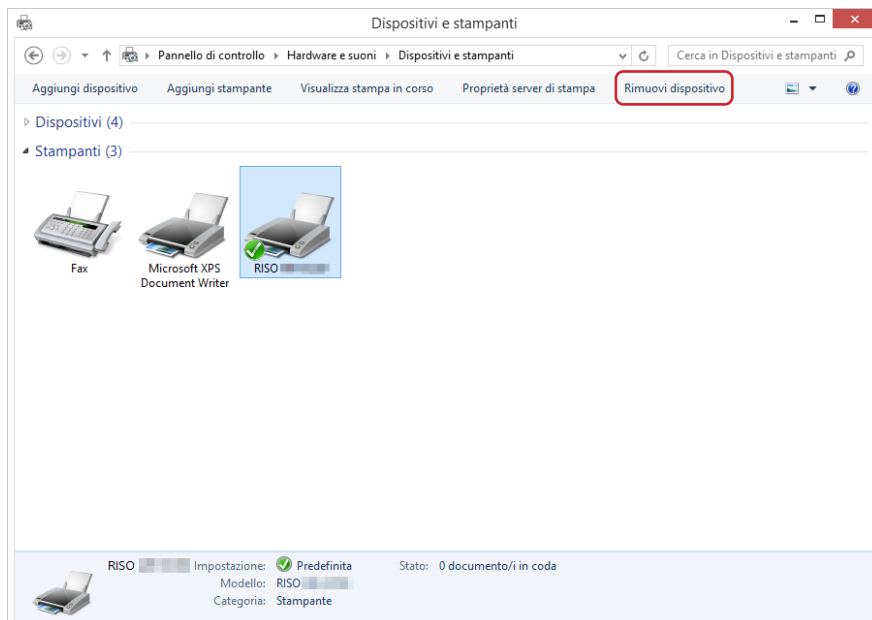 Dispositivi e stampanti
Pannello di controllo Hardware e suoni Dispositivi e stampanti Cerca in Dispositivi e stampanti
Aggiungi dispositivo Aggiungi stampante Visualizza stampa in corso Proprietà server di stampa Rimuovi dispositivo
Dispositivi (4)
Stampanti (3)
Fax Microsoft XPS RISO
Document Writer
RISO Impostazione: Predefinita Stato: 0 documento/i in coda
Modello: RISO
Categoria: Stampante